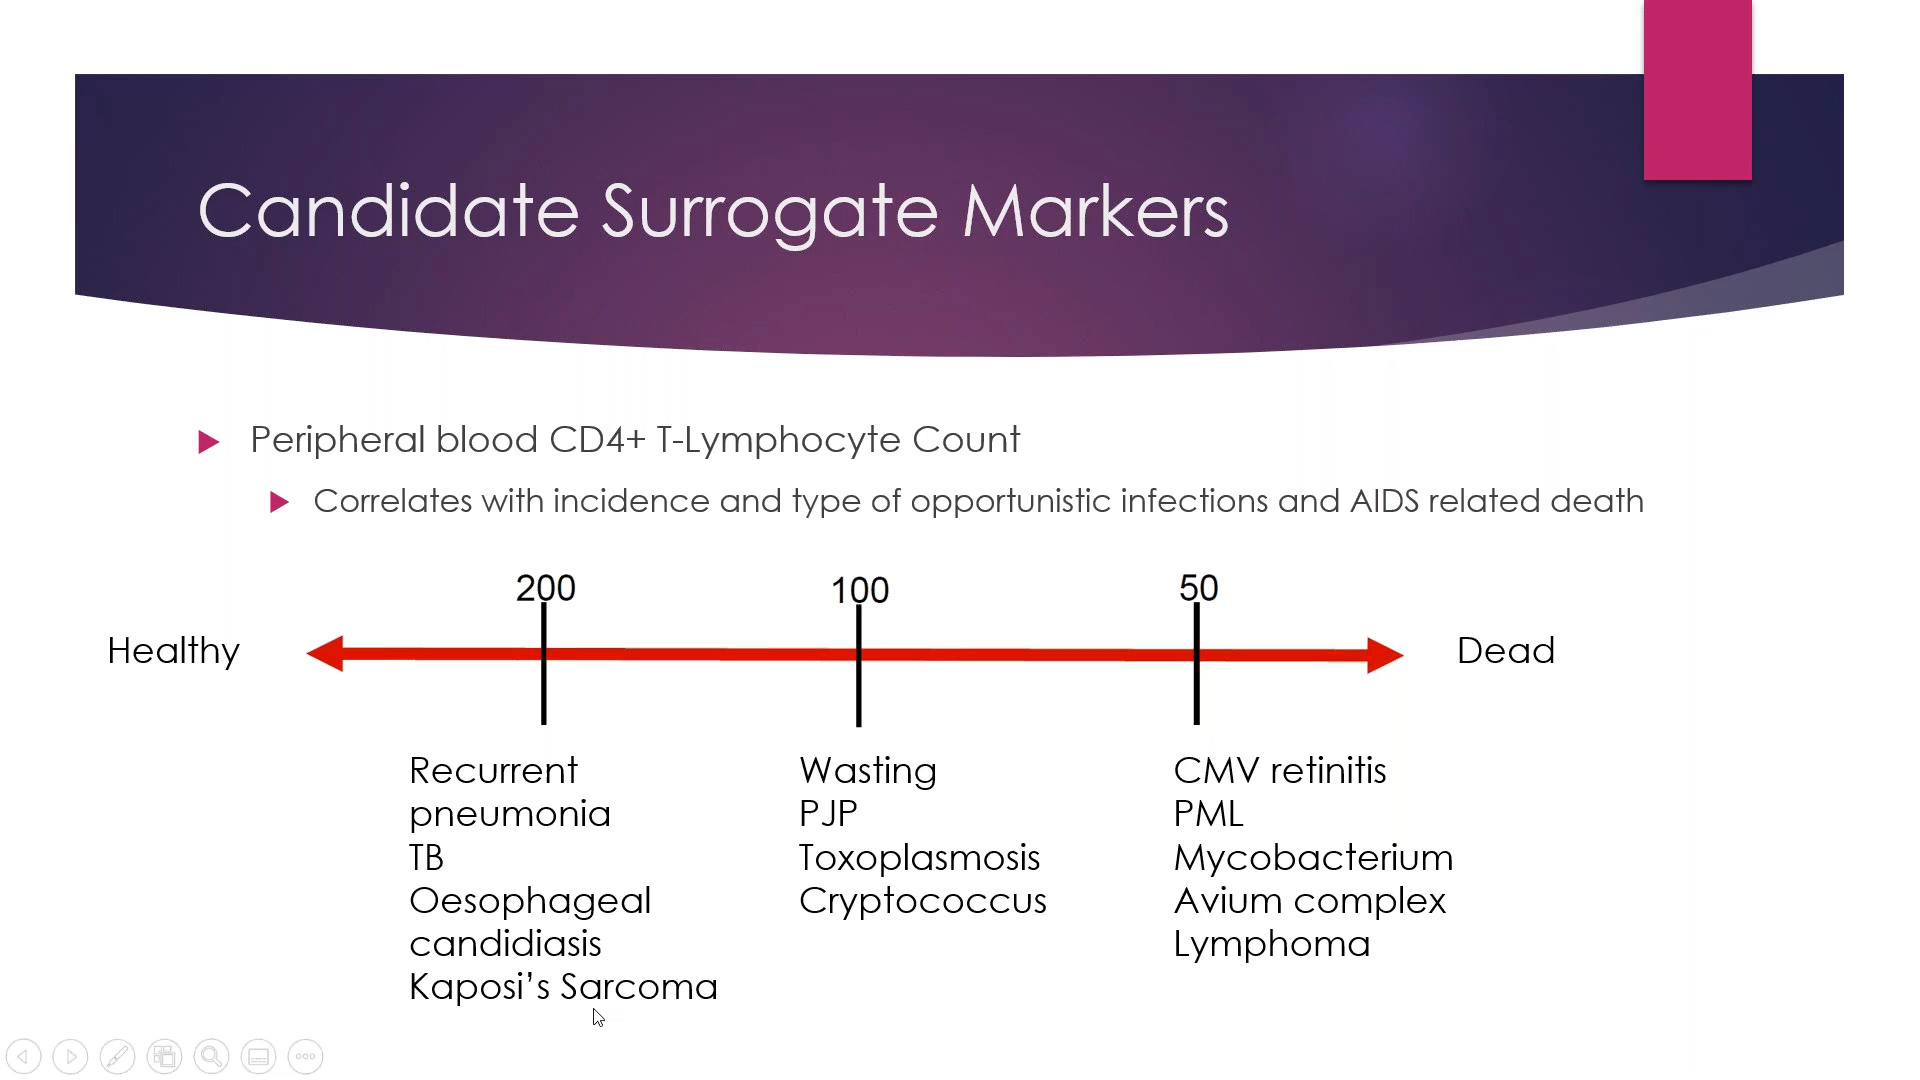 Candidate Surrogate Markers
Peripheral blood CD4+ T-Lymphocyte Count
Correlates with incidence and type of opportunistic infections and AIDS related death
200
100
50
Healthy
Dead
Recurrent
pneumonia
TB
Oesophageal
candidiasis
Kaposi’s Sarcoma
Wasting
PJP
Toxoplasmosis
Cryptococcus
CMV retinitis
PML
Mycobacterium
Avium complex
Lymphoma